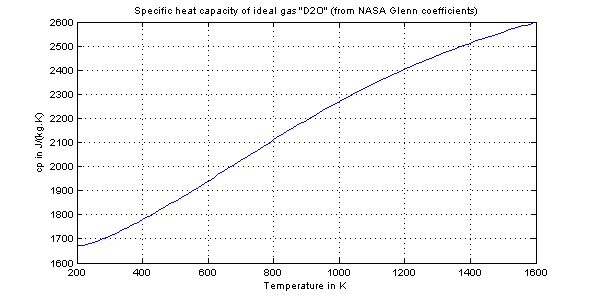 Specific heat capacity of ideal gas "D2O" (from NASA Glenn coefficients)
2600
2500
2400
2300
2200
2100
2000
1900
1800
1700
1600
200 400 600 800 1000 1200 1400 1600
cp in J/(kg.K)
Temperature in K